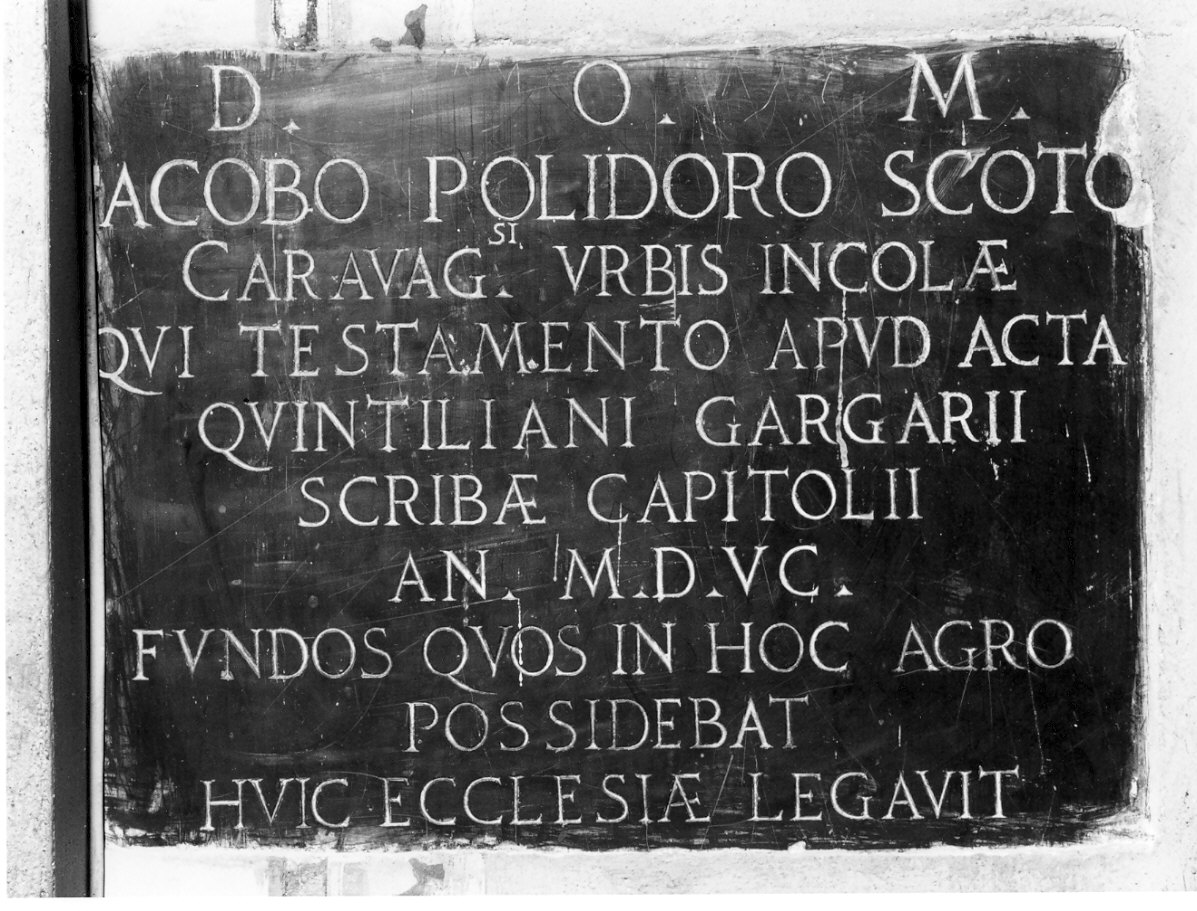 D. O. M.
IACOBO POLIDORO SCOTO
CARAVAG.SI VRBIS INCOLÆ
QVI TESTAMENTO APVD ACTA
QVINTILIANI GARGARII
SCRIBÆ CAPITOLII
AN. M.D.VC.
FVNDOS QVOS IN HOC AGRO
POSSIDEBAT
HVIC ECCLESIÆ LEGAVIT